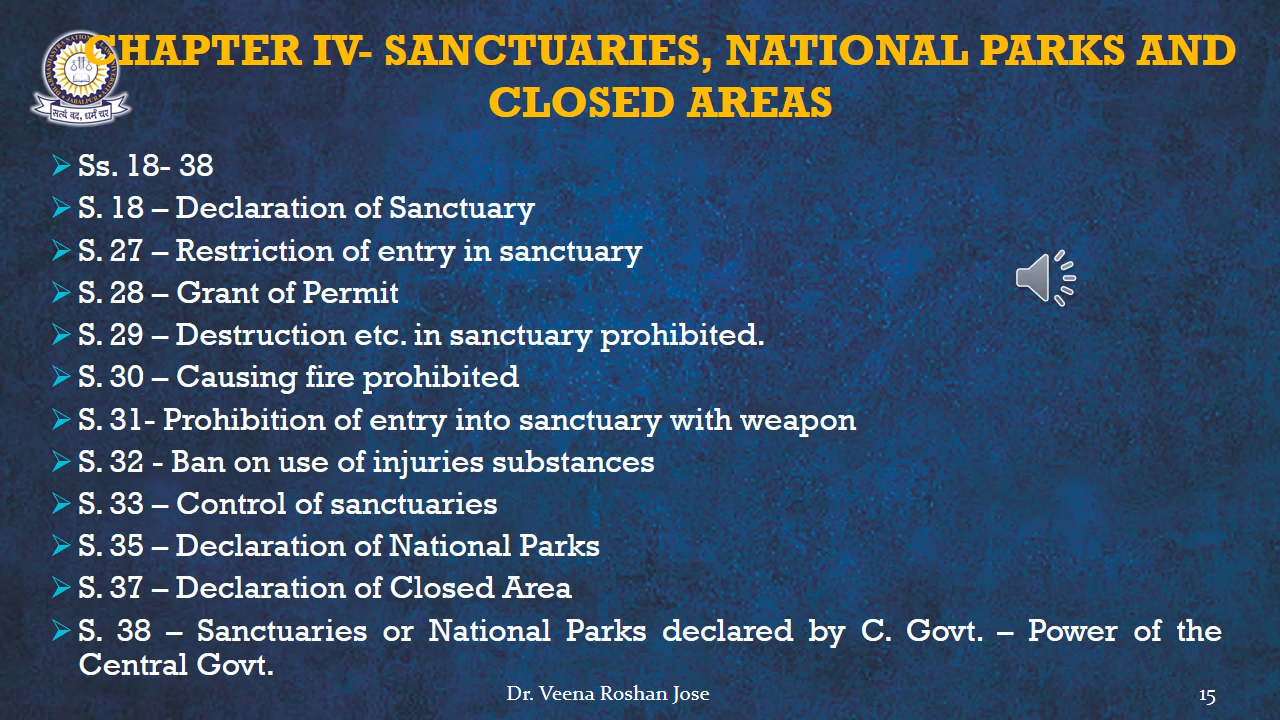 CHAPTER IV- SANCTUARIES, NATIONAL PARKS AND
CLOSED AREAS
सत्यं वद, धर्मं चर
Ss. 18- 38
S. 18 – Declaration of Sanctuary
S. 27 – Restriction of entry in sanctuary
S. 28 – Grant of Permit
S. 29 – Destruction etc. in sanctuary prohibited.
S. 30 – Causing fire prohibited
S. 31- Prohibition of entry into sanctuary with weapon
S. 32 - Ban on use of injuries substances
S. 33 – Control of sanctuaries
S. 35 – Declaration of National Parks
S. 37 – Declaration of Closed Area
S. 38 – Sanctuaries or National Parks declared by C. Govt. – Power of the
Central Govt.
Dr. Veena Roshan Jose
15